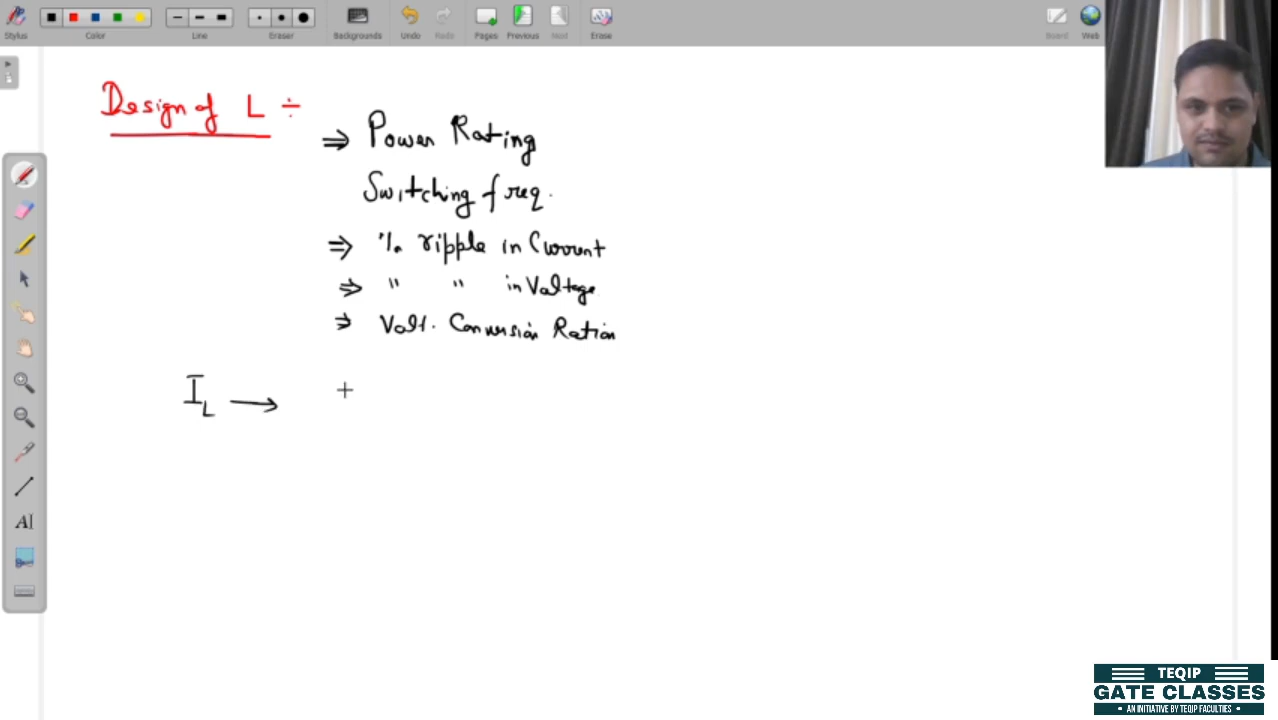 Stylus Color Line Eraser Backgrounds Undo Redo Pages Previous Next Erase Board Web
Design of L ÷
⇒ Power Rating
Switching freq.
⇒ % ripple in Current
⇒ " " in Voltage
⇒ Volt. Conversion Ration
I_L → +
TEQIP
GATE CLASSES
• AN INITIATIVE BY TEQIP FACULTIES •